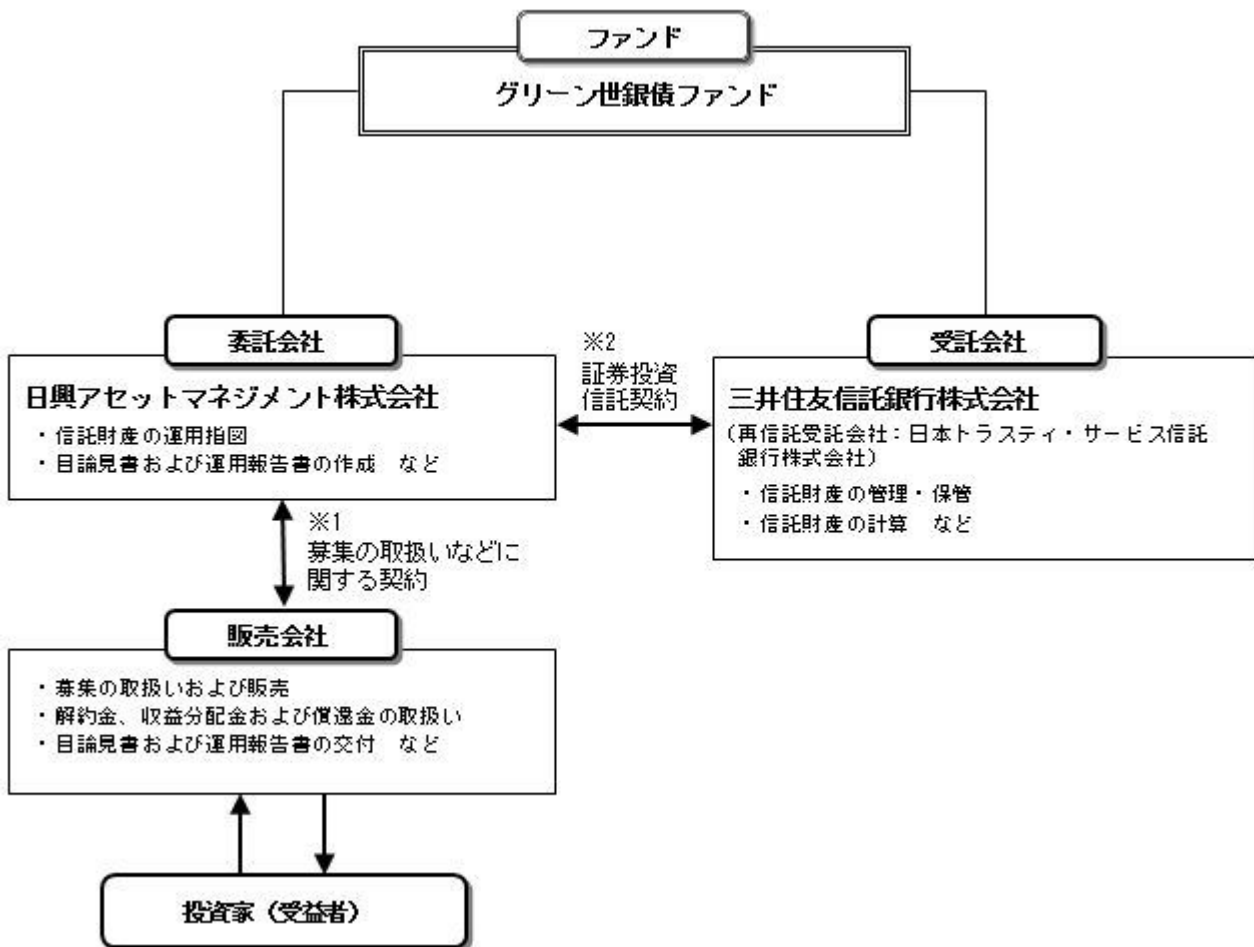 ファンド
グリーン世銀債ファンド
委託会社
日興アセットマネジメント株式会社
・信託財産の運用指図
・目論見書および運用報告書の作成　など
※2
証券投資
信託契約
受託会社
三井住友信託銀行株式会社
（再信託受託会社：日本トラスティ・サービス信託
銀行株式会社）
・信託財産の管理・保管
・信託財産の計算　など
※1
募集の取扱いなどに
関する契約
販売会社
・募集の取扱いおよび販売
・解約金、収益分配金および償還金の取扱い
・目論見書および運用報告書の交付　など
投資家（受益者）